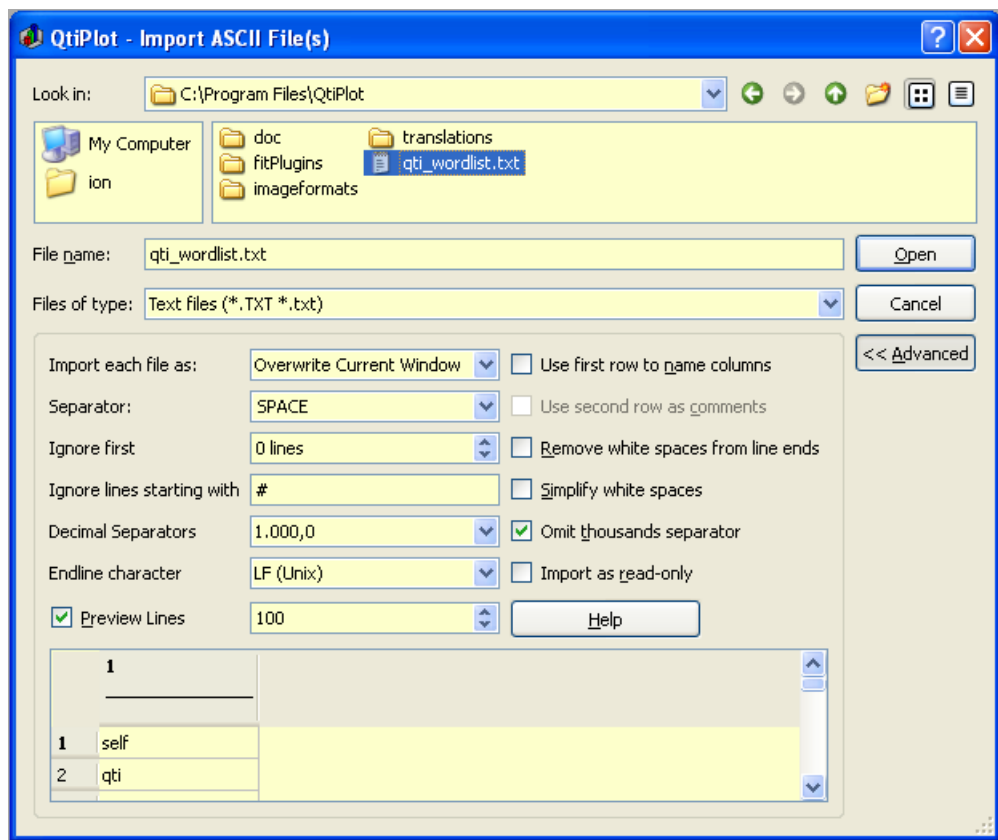 QtiPlot - Import ASCII File(s)
Look in: C:\Program Files\QtiPlot
My Computer
ion
doc translations
fitPlugins qti_wordlist.txt
imageformats
File name: qti_wordlist.txt Open
Files of type: Text files (*.TXT *.txt) Cancel
<< Advanced
Import each file as: Overwrite Current Window Use first row to name columns
Separator: SPACE Use second row as comments
Ignore first 0 lines Remove white spaces from line ends
Ignore lines starting with # Simplify white spaces
Decimal Separators 1.000,0 Omit thousands separator
Endline character LF (Unix) Import as read-only
Preview Lines 100 Help
1
1 self
2 qti